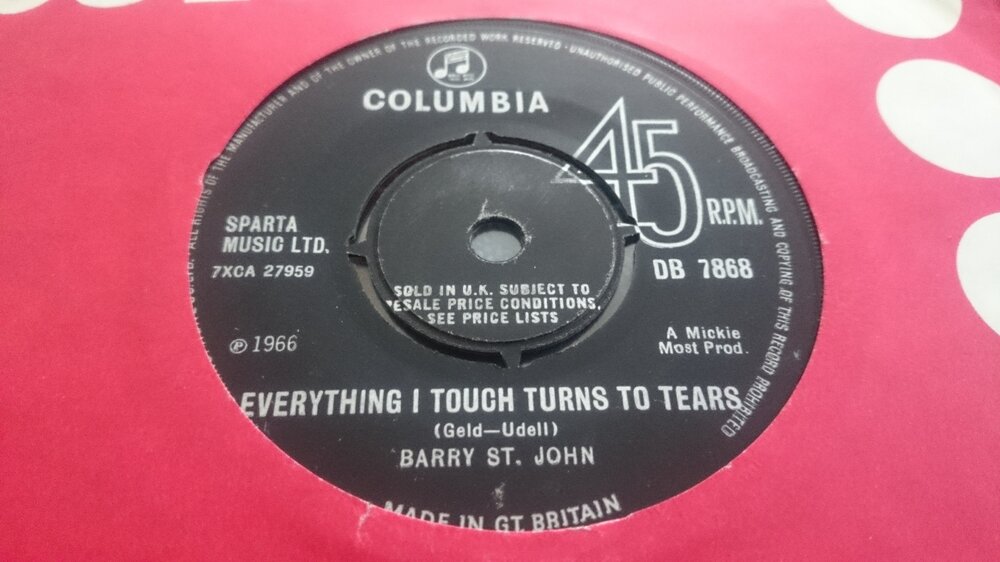 ALL RIGHTS OF THE MANUFACTURER AND OF THE OWNER OF THE RECORDED WORK RESERVED · UNAUTHORISED PUBLIC PERFORMANCE BROADCASTING AND COPYING OF THIS RECORD PROHIBITED
COLUMBIA
45
R.P.M.
SPARTA
MUSIC LTD.
7XCA 27959
DB 7868
SOLD IN U.K. SUBJECT TO
RESALE PRICE CONDITIONS,
SEE PRICE LISTS
℗ 1966
A Mickie
Most Prod.
EVERYTHING I TOUCH TURNS TO TEARS
(Geld—Udell)
BARRY ST. JOHN
MADE IN GT. BRITAIN